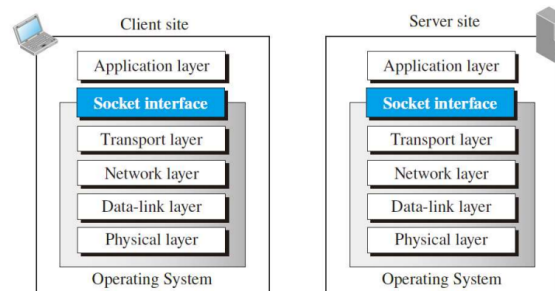 Client site
Application layer
Socket interface
Transport layer
Network layer
Data-link layer
Physical layer
Operating System
Server site
Application layer
Socket interface
Transport layer
Network layer
Data-link layer
Physical layer
Operating System